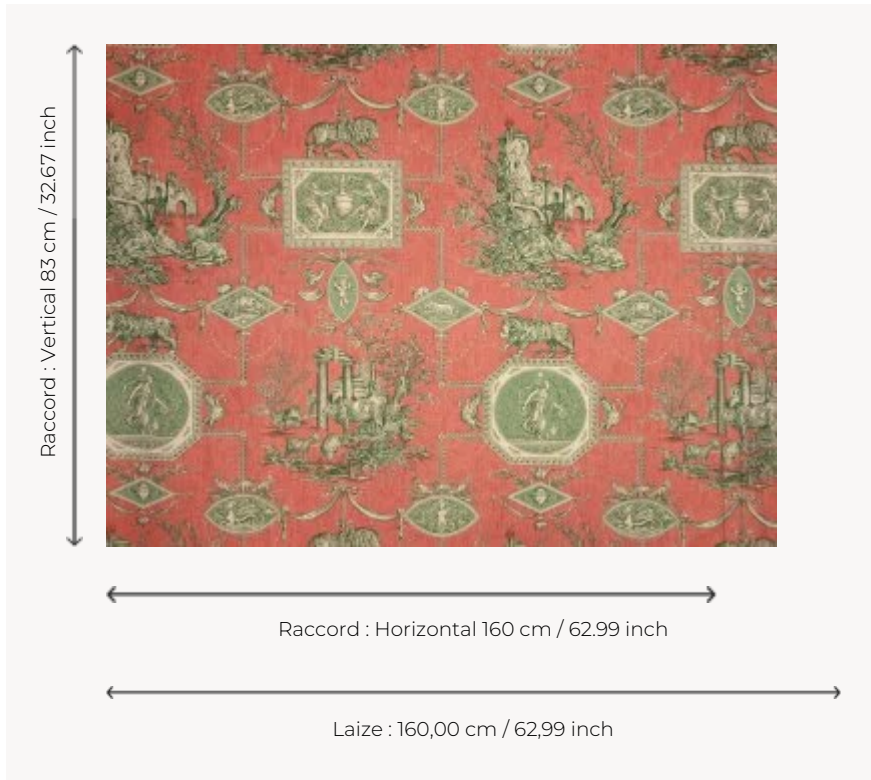 Raccord : Vertical 83 cm / 32.67 inch
Raccord : Horizontal 160 cm / 62.99 inch
Laize : 160,00 cm / 62,99 inch